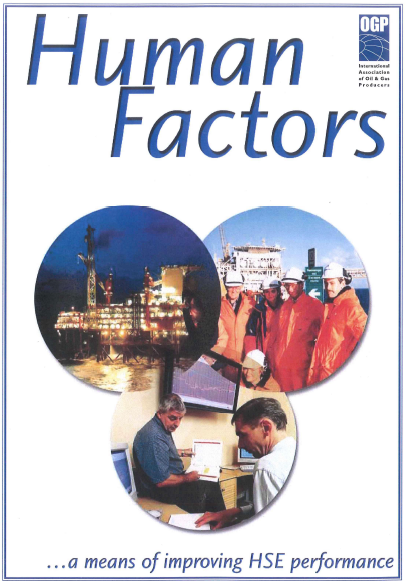 Human
Factors
OGP
International
Association
of Oil & Gas
Producers
...a means of improving HSE performance